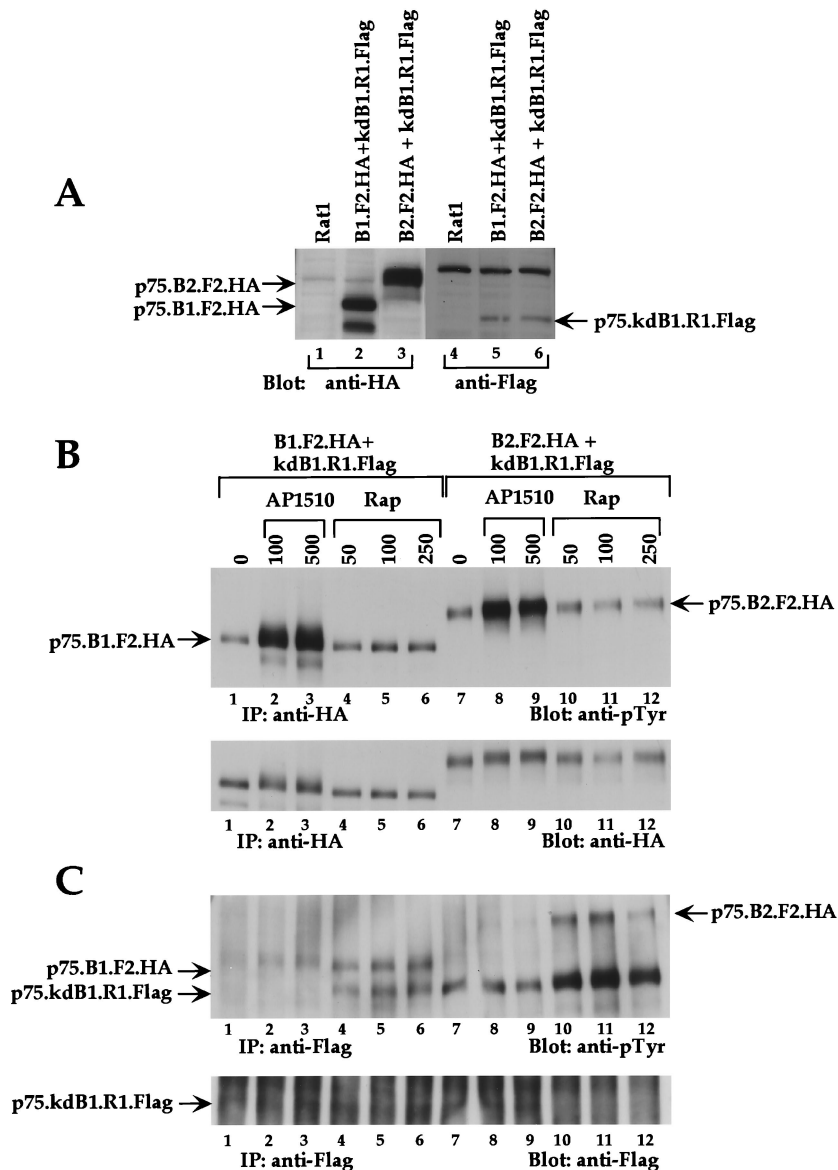 A
Rat1
B1.F2.HA+kdB1.R1.Flag
B2.F2.HA + kdB1.R1.Flag
Rat1
B1.F2.HA+kdB1.R1.Flag
B2.F2.HA + kdB1.R1.Flag
p75.B2.F2.HA
p75.B1.F2.HA
p75.kdB1.R1.Flag
1 2 3 4 5 6
Blot: anti-HA anti-Flag
B
B1.F2.HA+ B2.F2.HA +
kdB1.R1.Flag kdB1.R1.Flag
AP1510 Rap AP1510 Rap
0 100 500 50 100 250 0 100 500 50 100 250
p75.B2.F2.HA
p75.B1.F2.HA
1 2 3 4 5 6 7 8 9 10 11 12
IP: anti-HA Blot: anti-pTyr
1 2 3 4 5 6 7 8 9 10 11 12
IP: anti-HA Blot: anti-HA
C
p75.B2.F2.HA
p75.B1.F2.HA
p75.kdB1.R1.Flag
1 2 3 4 5 6 7 8 9 10 11 12
IP: anti-Flag Blot: anti-pTyr
p75.kdB1.R1.Flag
1 2 3 4 5 6 7 8 9 10 11 12
IP: anti-Flag Blot: anti-Flag